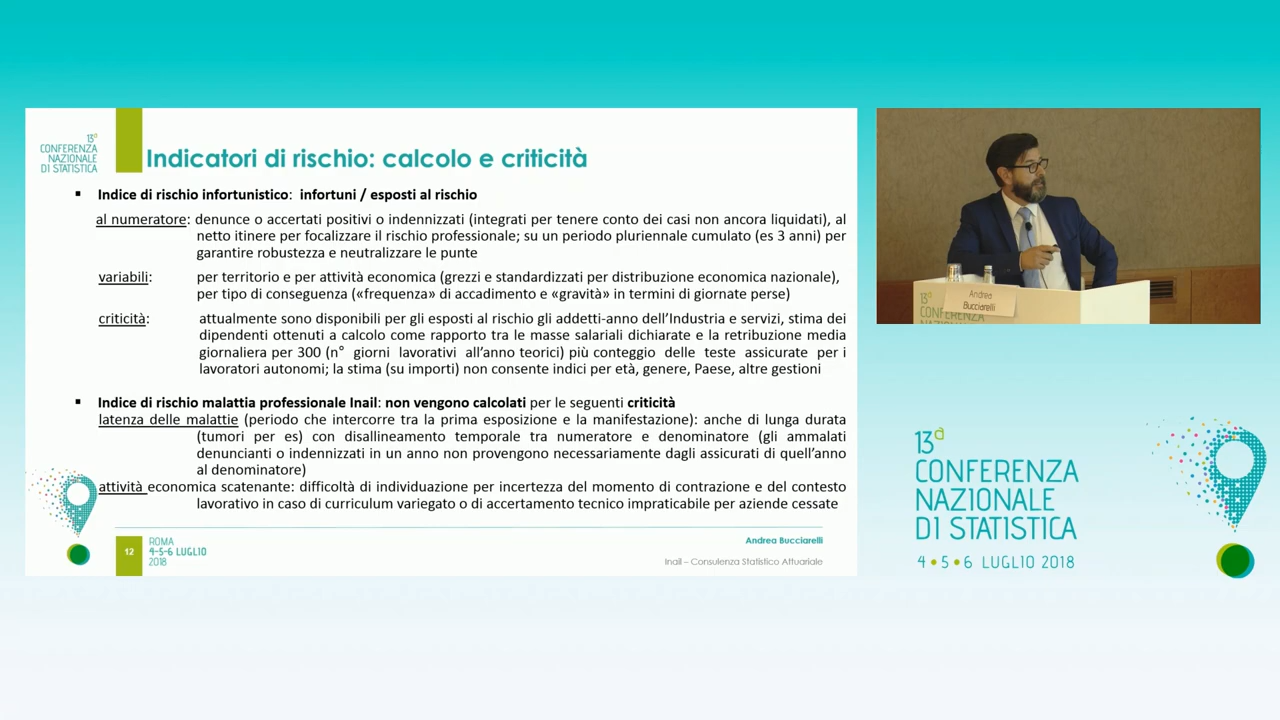 13ª
CONFERENZA
NAZIONALE
DI STATISTICA
Indicatori di rischio: calcolo e criticità
▪ Indice di rischio infortunistico: infortuni / esposti al rischio
al numeratore: denunce o accertati positivi o indennizzati (integrati per tenere conto dei casi non ancora liquidati), al
netto itinere per focalizzare il rischio professionale; su un periodo pluriennale cumulato (es 3 anni) per
garantire robustezza e neutralizzare le punte
variabili: per territorio e per attività economica (grezzi e standardizzati per distribuzione economica nazionale),
per tipo di conseguenza («frequenza» di accadimento e «gravità» in termini di giornate perse)
criticità: attualmente sono disponibili per gli esposti al rischio gli addetti-anno dell'Industria e servizi, stima dei
dipendenti ottenuti a calcolo come rapporto tra le masse salariali dichiarate e la retribuzione media
giornaliera per 300 (n° giorni lavorativi all'anno teorici) più conteggio delle teste assicurate per i
lavoratori autonomi; la stima (su importi) non consente indici per età, genere, Paese, altre gestioni
▪ Indice di rischio malattia professionale Inail: non vengono calcolati per le seguenti criticità
latenza delle malattie (periodo che intercorre tra la prima esposizione e la manifestazione): anche di lunga durata
(tumori per es) con disallineamento temporale tra numeratore e denominatore (gli ammalati
denuncianti o indennizzati in un anno non provengono necessariamente dagli assicurati di quell'anno
al denominatore)
attività economica scatenante: difficoltà di individuazione per incertezza del momento di contrazione e del contesto
lavorativo in caso di curriculum variegato o di accertamento tecnico impraticabile per aziende cessate
12
ROMA
4-5-6 LUGLIO
2018
Andrea Bucciarelli
Inail – Consulenza Statistico Attuariale
13ª
CONFERENZA
NAZIONALE
DI STATISTICA
Andrea
Bucciarelli
13ª
CONFERENZA
NAZIONALE
DI STATISTICA
4 • 5 • 6 LUGLIO 2018